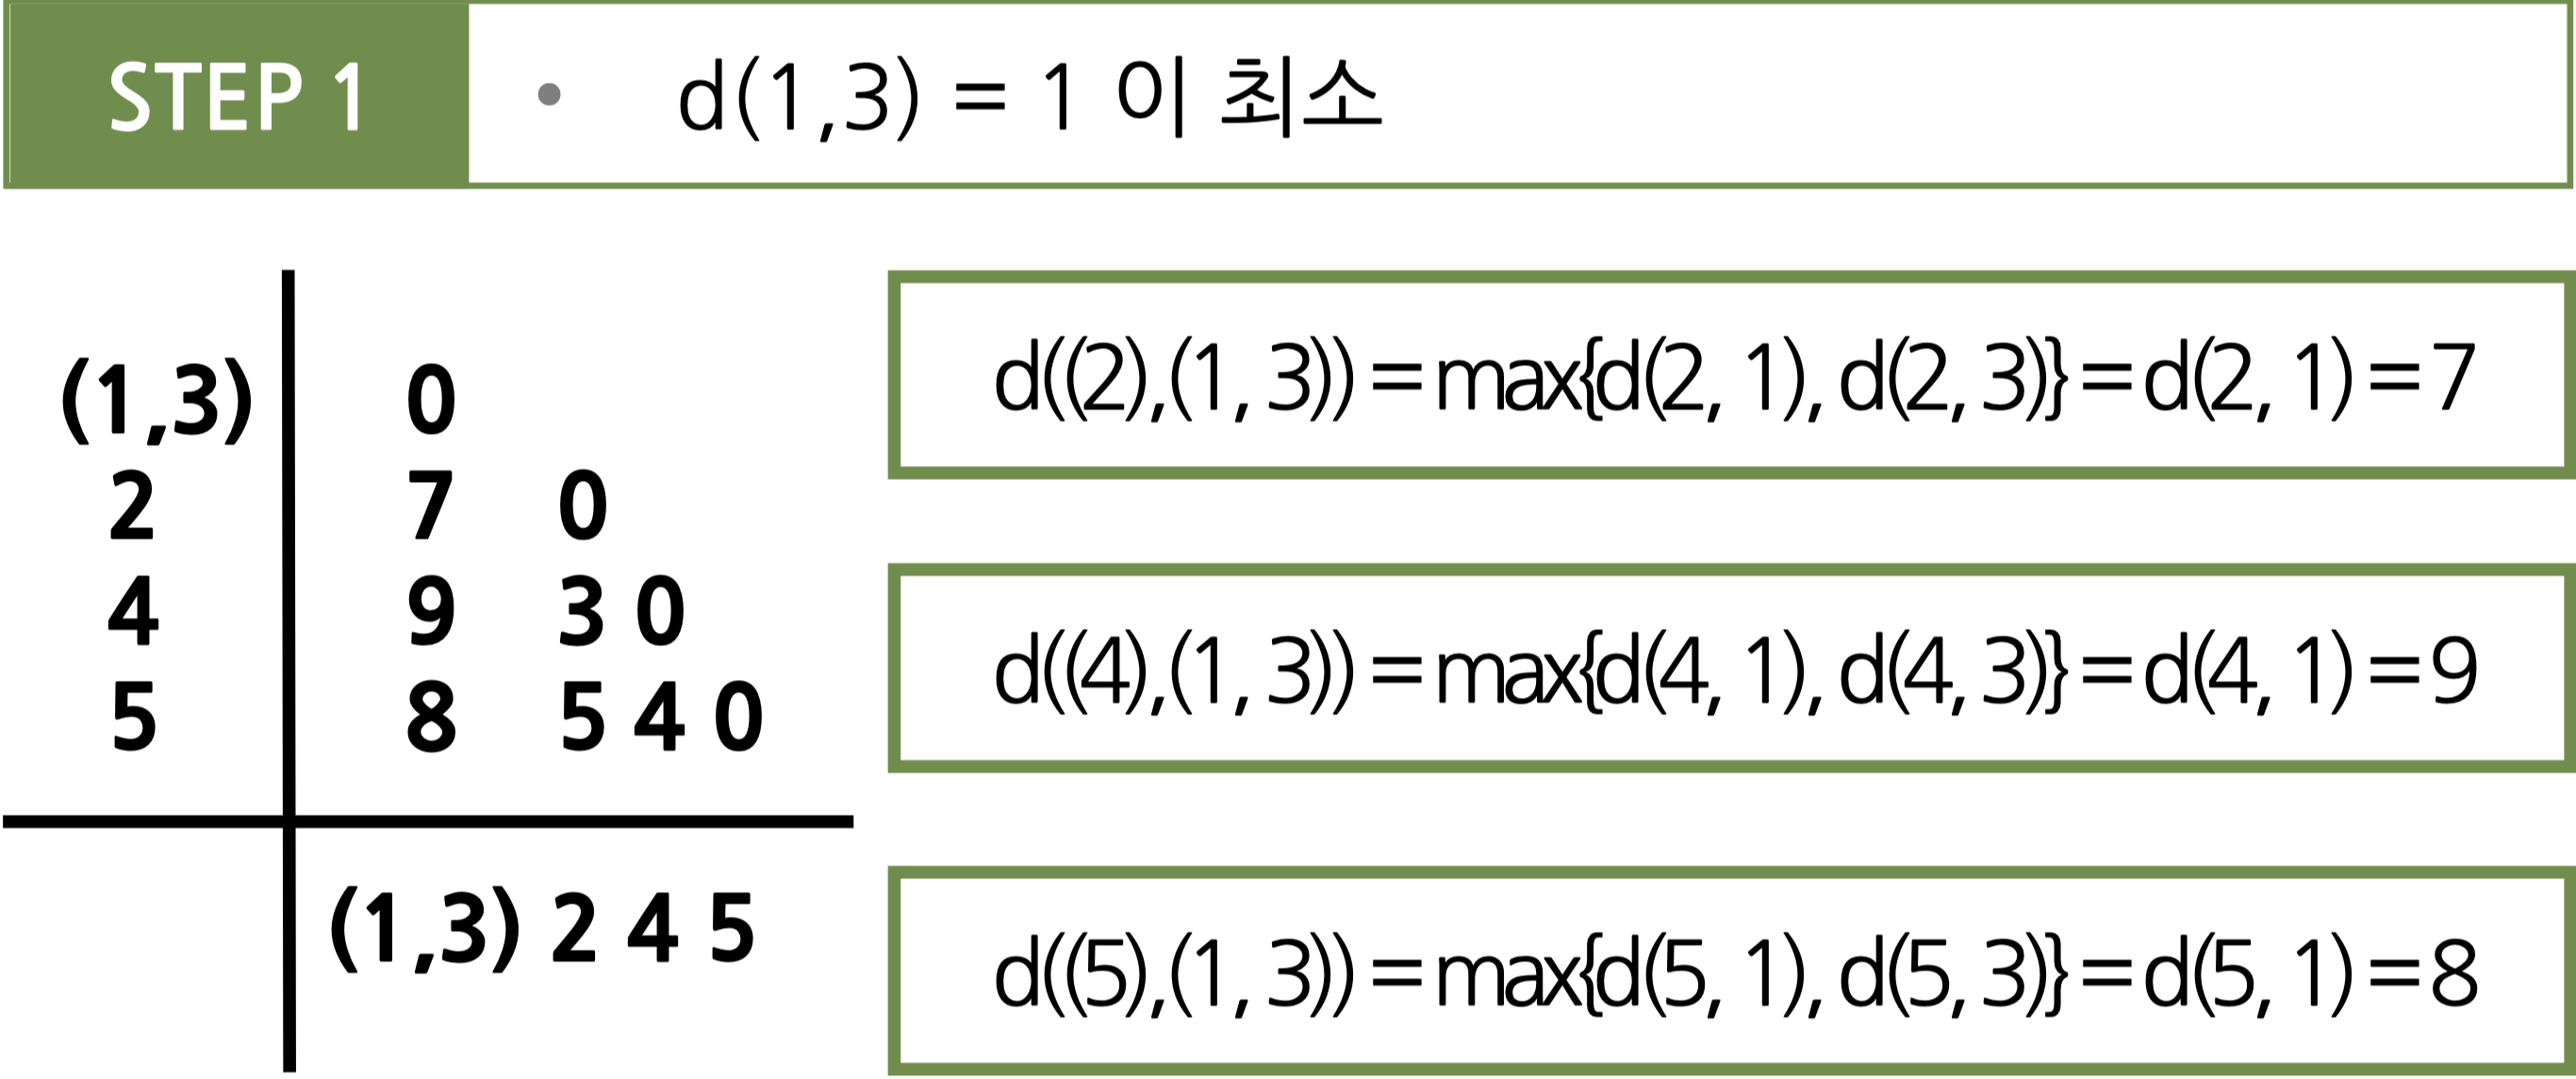 STEP 1
• d(1,3) = 1 이 최소
(1,3) 0
2 7 0
4 9 3 0
5 8 5 4 0
(1,3) 2 4 5
d((2),(1, 3))=max{d(2, 1), d(2, 3)}=d(2, 1)=7
d((4),(1, 3))=max{d(4, 1), d(4, 3)}=d(4, 1)=9
d((5),(1, 3))=max{d(5, 1), d(5, 3)}=d(5, 1)=8